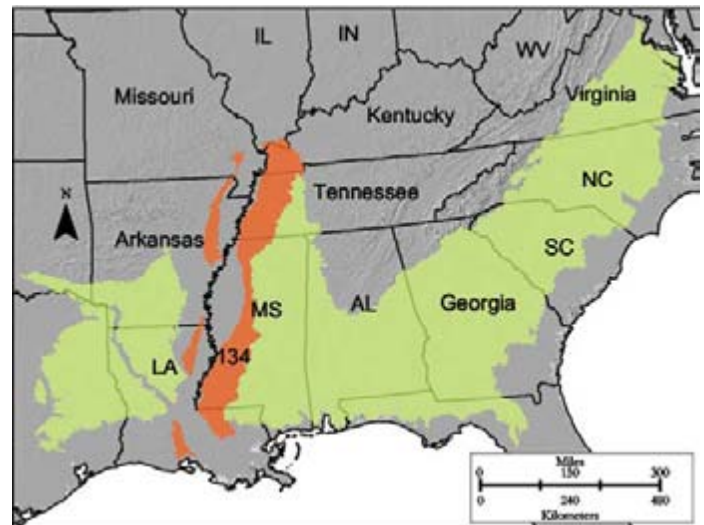 IL
IN
WV
Missouri
Virginia
Kentucky
NC
Tennessee
N
Arkansas
SC
MS
AL
Georgia
LA
134
Miles
0 150 300
0 240 480
Kilometers